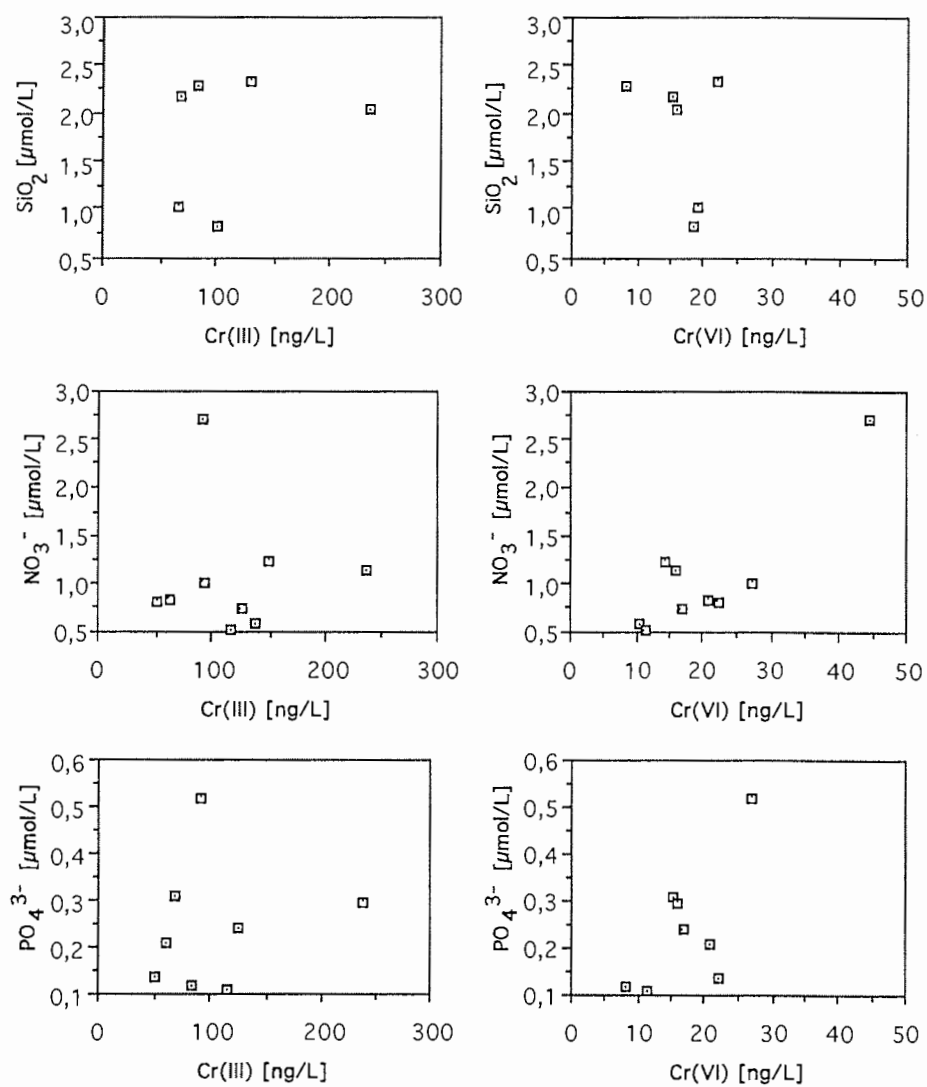 3,0
2,5
2,0
1,5
1,0
0,5
SiO2 [µmol/L]
0 100 200 300
Cr(III) [ng/L]
3,0
2,5
2,0
1,5
1,0
0,5
SiO2 [µmol/L]
0 10 20 30 40 50
Cr(VI) [ng/L]
3,0
2,5
2,0
1,5
1,0
0,5
NO3- [µmol/L]
0 100 200 300
Cr(III) [ng/L]
3,0
2,5
2,0
1,5
1,0
0,5
NO3- [µmol/L]
0 10 20 30 40 50
Cr(VI) [ng/L]
0,6
0,5
0,4
0,3
0,2
0,1
PO4 3- [µmol/L]
0 100 200 300
Cr(III) [ng/L]
0,6
0,5
0,4
0,3
0,2
0,1
PO4 3- [µmol/L]
0 10 20 30 40 50
Cr(VI) [ng/L]